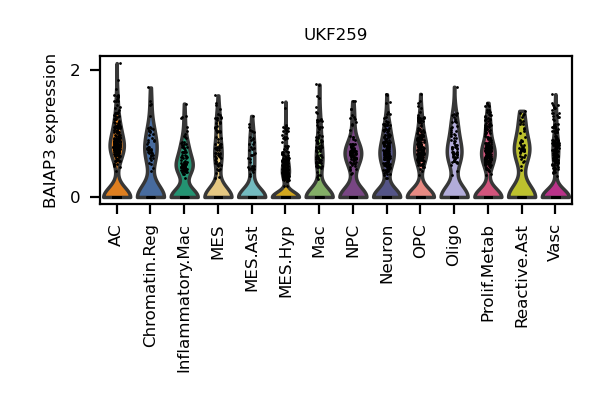 UKF259
BAIAP3 expression
2
0
AC
Chromatin.Reg
Inflammatory.Mac
MES
MES.Ast
MES.Hyp
Mac
NPC
Neuron
OPC
Oligo
Prolif.Metab
Reactive.Ast
Vasc